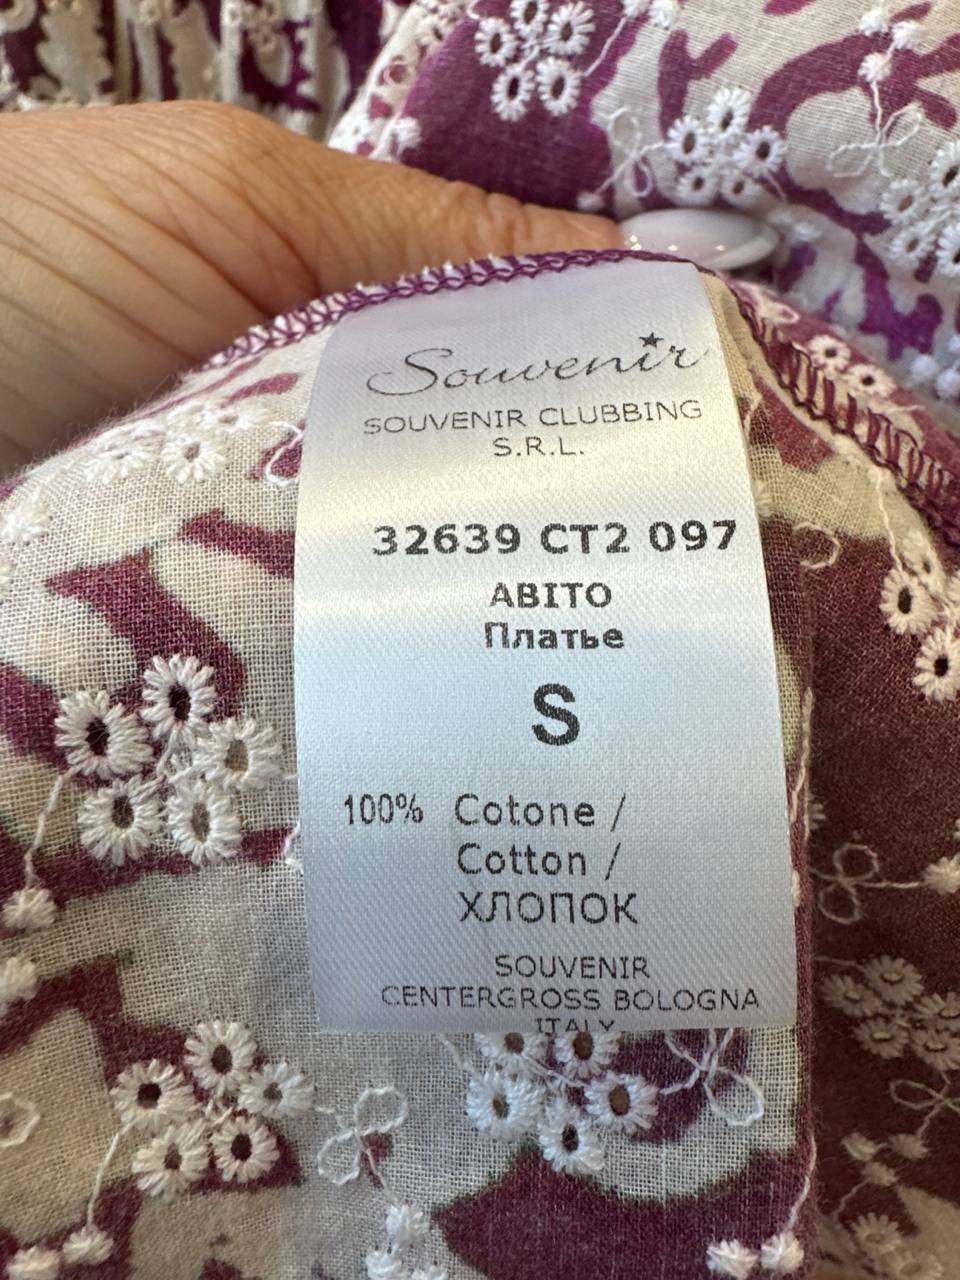 Souvenir
SOUVENIR CLUBBING
S.R.L.
32639 CT2 097
ABITO
Платье
S
100% Cotone /
Cotton /
ХЛОПОК
SOUVENIR
CENTERGROSS BOLOGNA
ITALY